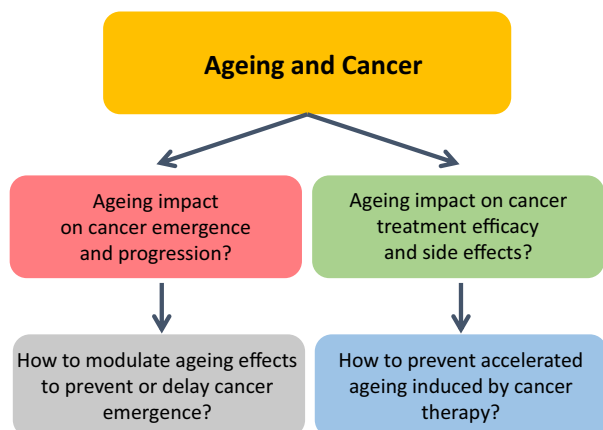 Ageing and Cancer
Ageing impact
on cancer emergence
and progression?
Ageing impact on cancer
treatment efficacy
and side effects?
How to modulate ageing effects
to prevent or delay cancer
emergence?
How to prevent accelerated
ageing induced by cancer
therapy?